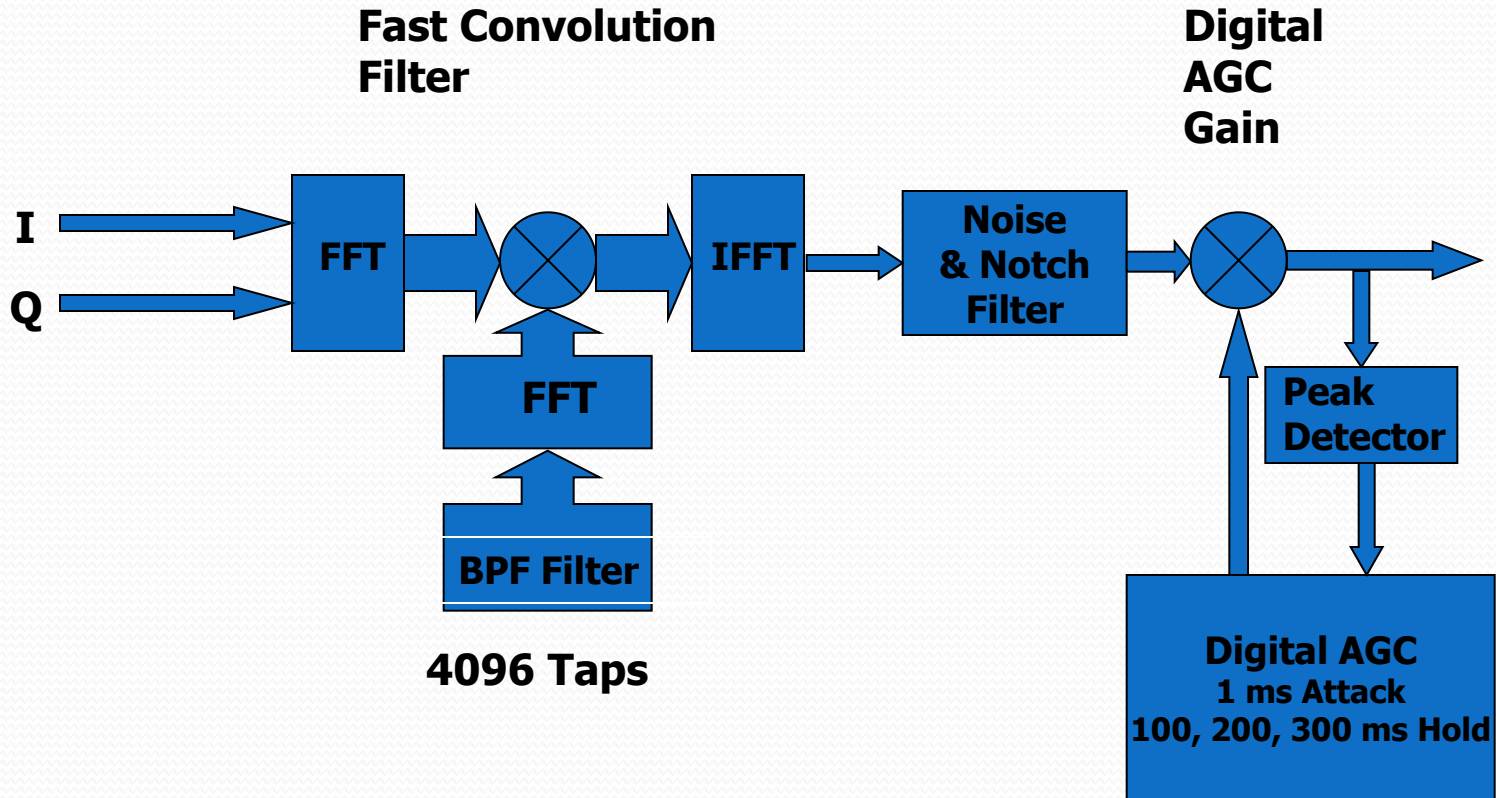 Fast Convolution
Filter
Digital
AGC
Gain
I
Q
FFT
IFFT
Noise
& Notch
Filter
FFT
BPF Filter
4096 Taps
Peak
Detector
Digital AGC
1 ms Attack
100, 200, 300 ms Hold